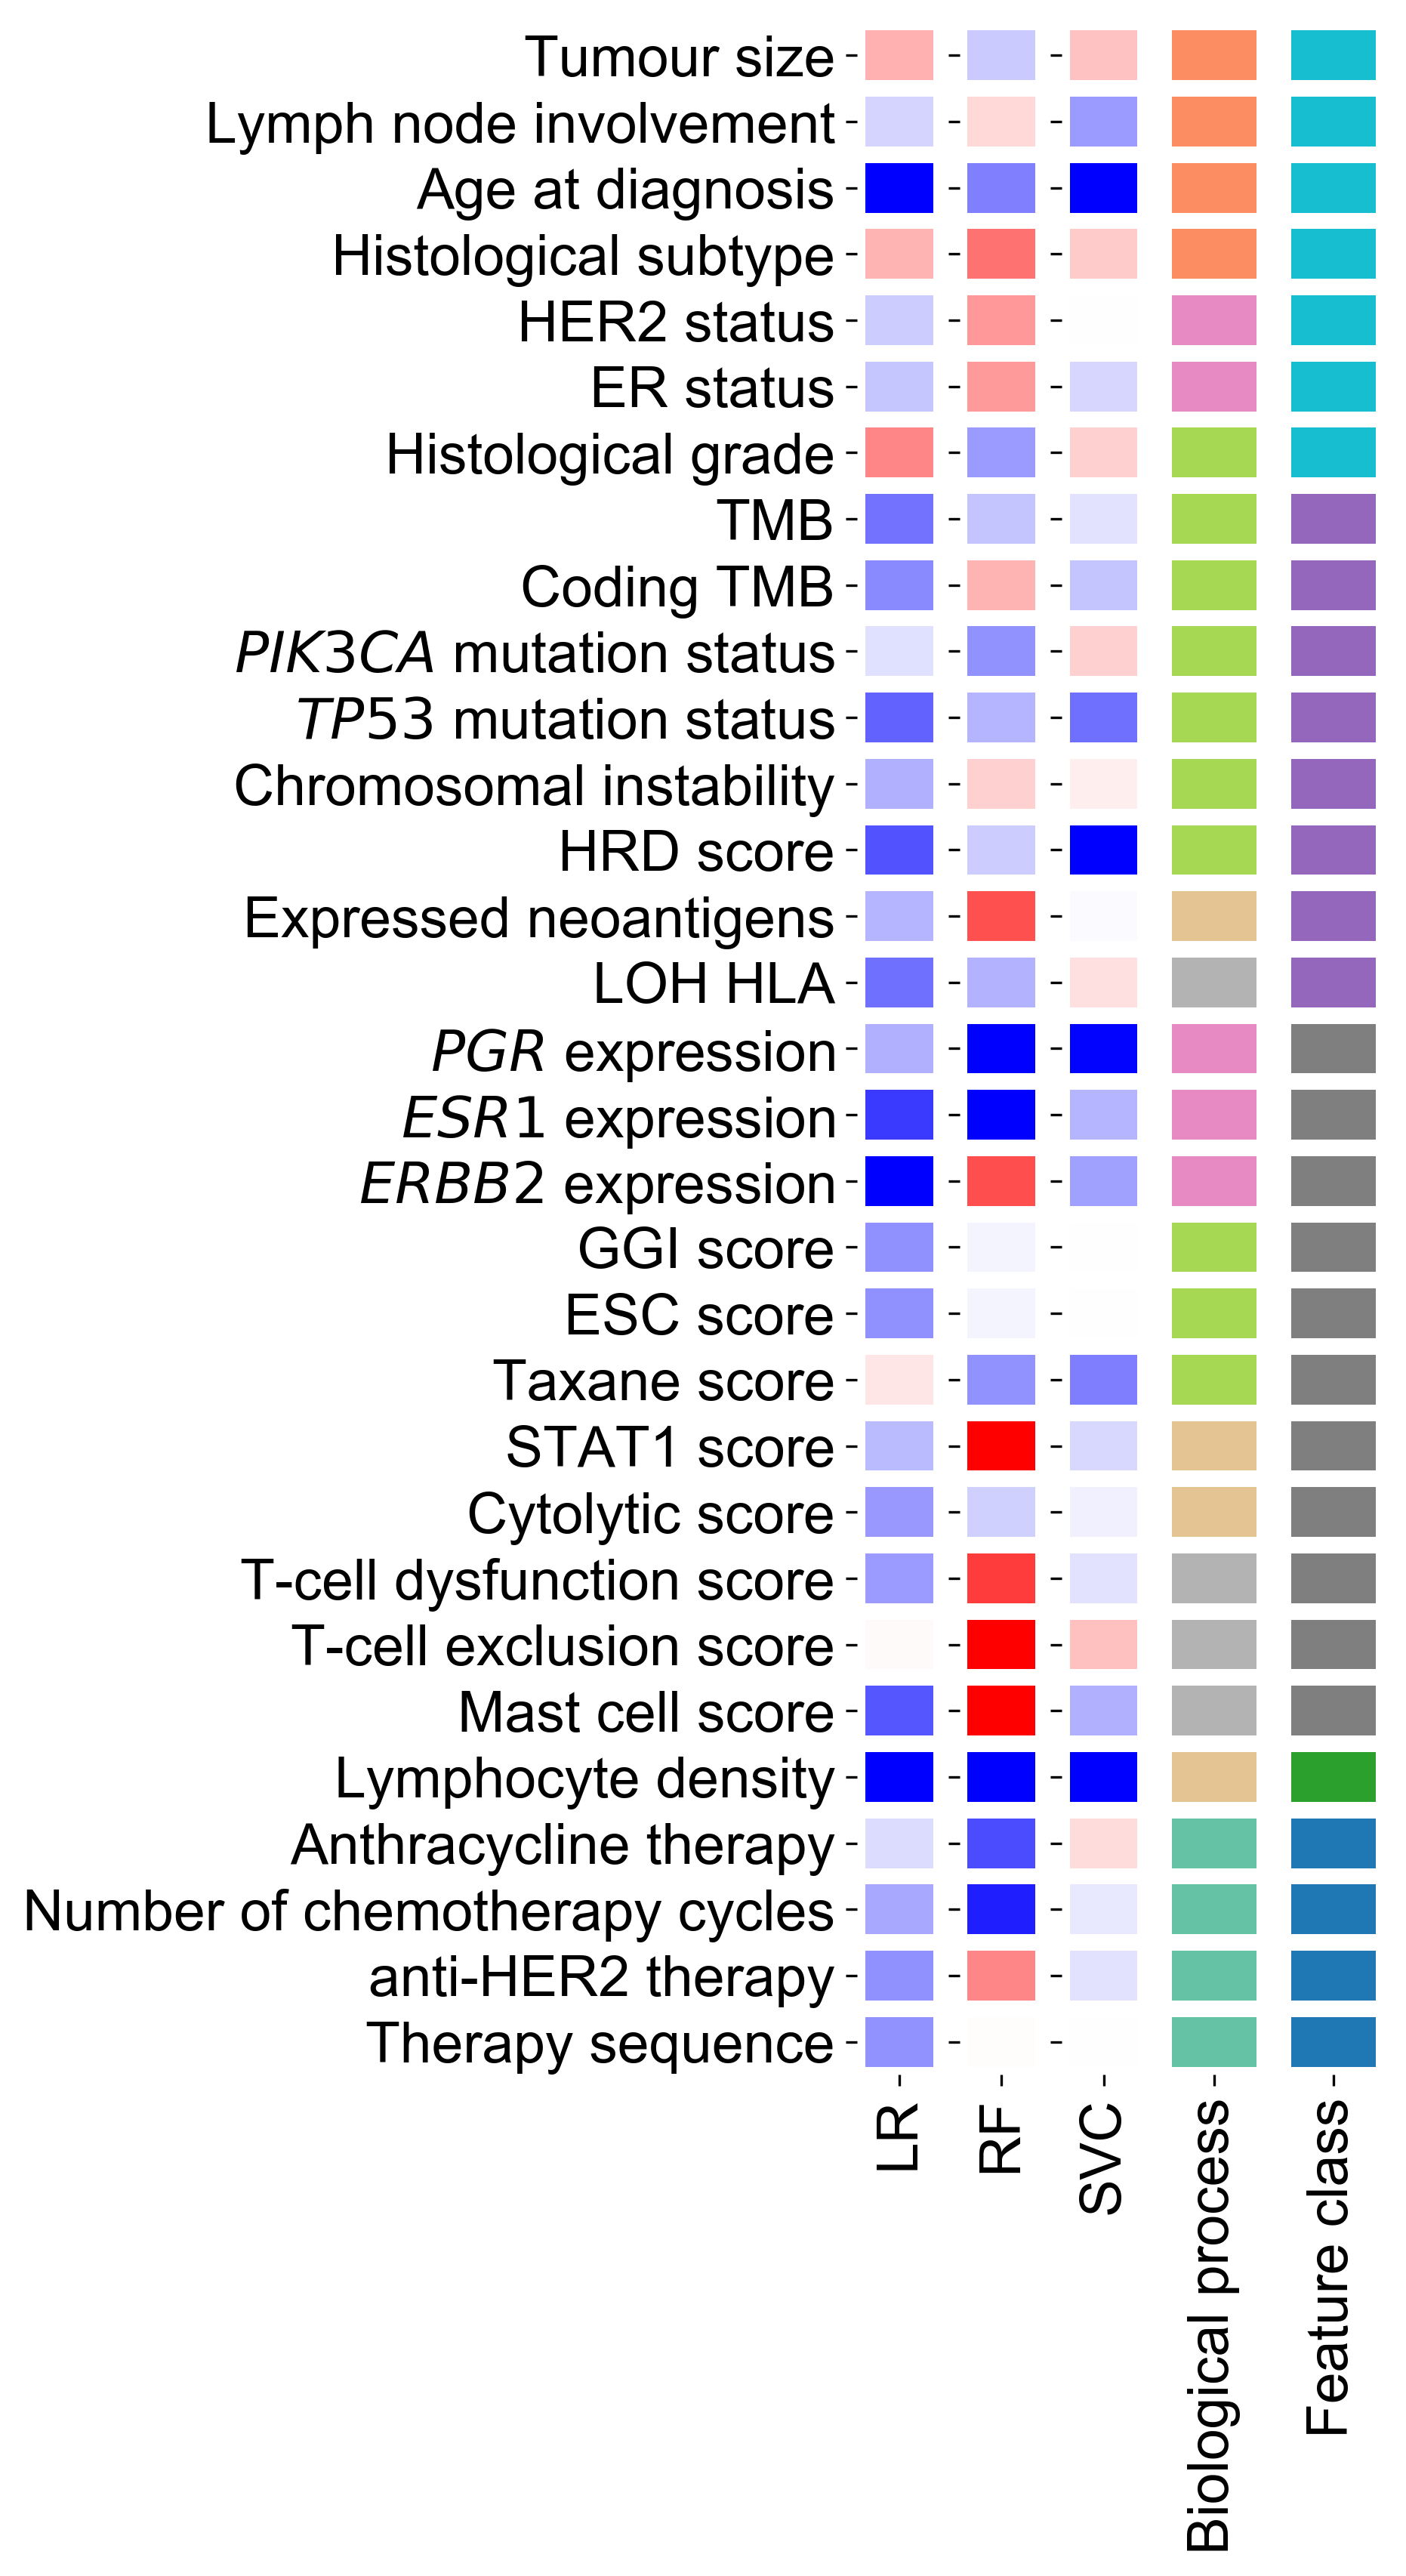 Tumour size
Lymph node involvement
Age at diagnosis
Histological subtype
HER2 status
ER status
Histological grade
TMB
Coding TMB
PIK3CA mutation status
TP53 mutation status
Chromosomal instability
HRD score
Expressed neoantigens
LOH HLA
PGR expression
ESR1 expression
ERBB2 expression
GGI score
ESC score
Taxane score
STAT1 score
Cytolytic score
T-cell dysfunction score
T-cell exclusion score
Mast cell score
Lymphocyte density
Anthracycline therapy
Number of chemotherapy cycles
anti-HER2 therapy
Therapy sequence
LR
RF
SVC
Biological process
Feature class